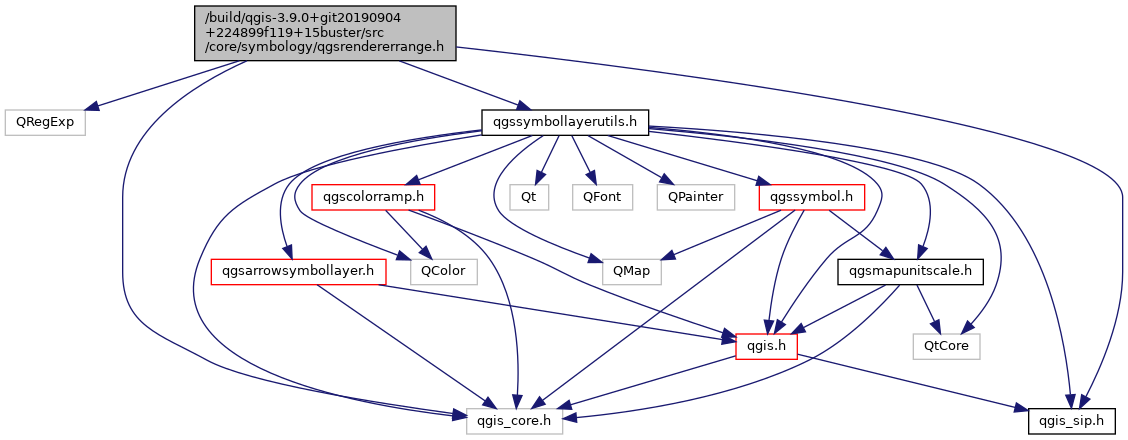 /build/qgis-3.9.0+git20190904
+224899f119+15buster/src
/core/symbology/qgsrendererrange.h
QRegExp
qgssymbollayerutils.h
qgscolorramp.h
Qt
QFont
QPainter
qgssymbol.h
qgsarrowsymbollayer.h
QColor
QMap
qgsmapunitscale.h
qgis.h
QtCore
qgis_core.h
qgis_sip.h